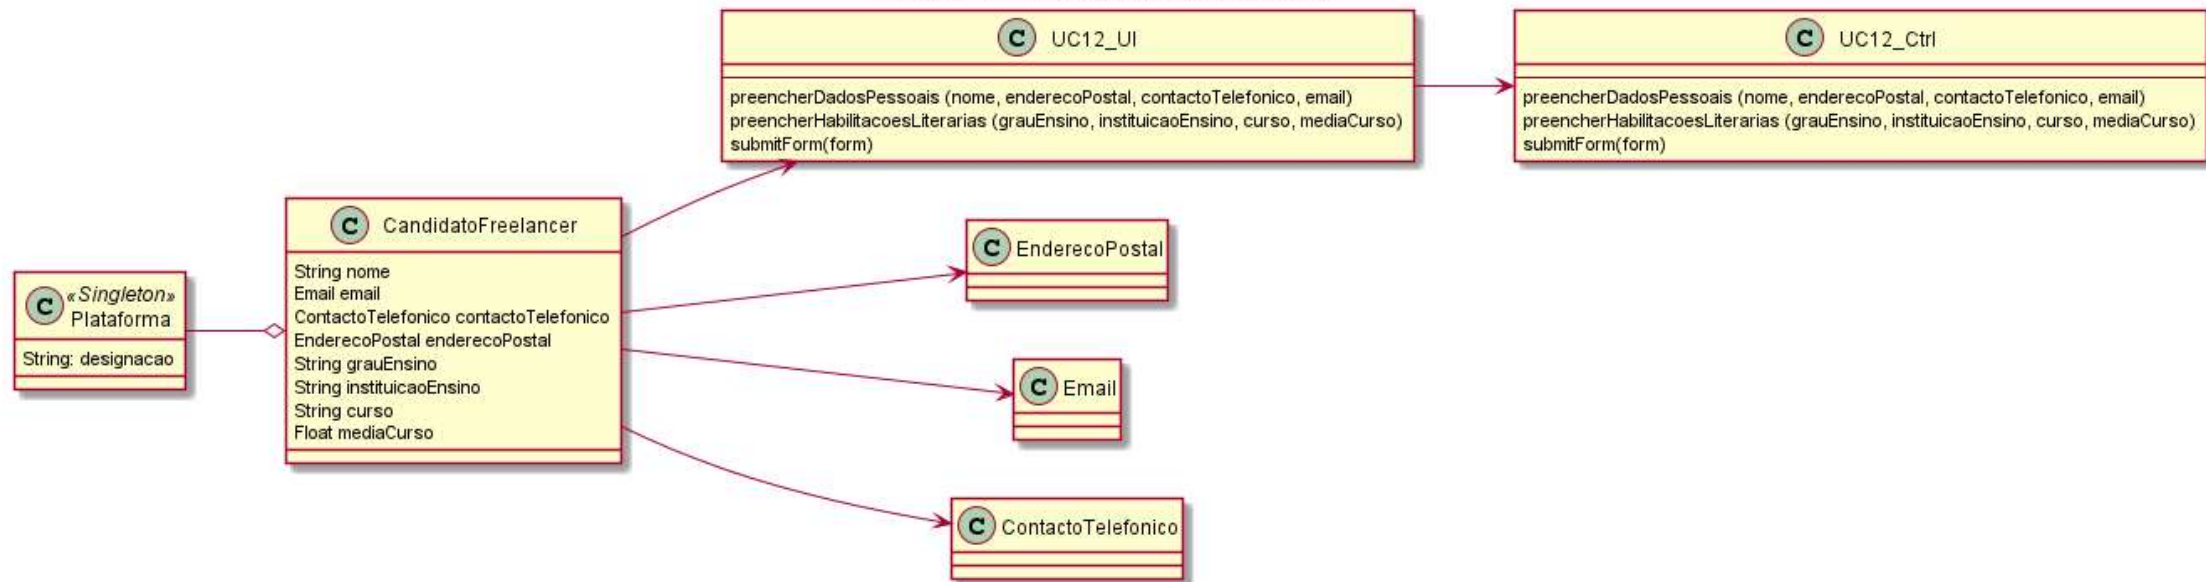 UC12_UI
preencherDadosPessoais (nome, enderecoPostal, contactoTelefonico, email)
preencherHabilitacoesLiterarias (grauEnsino, instituicaoEnsino, curso, mediaCurso)
submitForm(form)
UC12_Ctrl
preencherDadosPessoais (nome, enderecoPostal, contactoTelefonico, email)
preencherHabilitacoesLiterarias (grauEnsino, instituicaoEnsino, curso, mediaCurso)
submitForm(form)
«Singleton»
Plataforma
String: designacao
CandidatoFreelancer
String nome
Email email
ContactoTelefonico contactoTelefonico
EnderecoPostal enderecoPostal
String grauEnsino
String instituicaoEnsino
String curso
Float mediaCurso
EnderecoPostal
Email
ContactoTelefonico